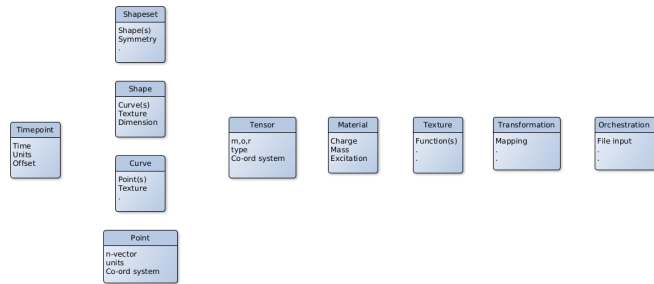 Timepoint
Time
Units
Offset
Shapeset
Shape(s)
Symmetry
.
Shape
Curve(s)
Texture
Dimension
Curve
Point(s)
Texture
.
Point
n-vector
units
Co-ord system
Tensor
m,o,r
type
Co-ord system
Material
Charge
Mass
Excitation
Texture
Function(s)
.
.
Transformation
Mapping
.
.
Orchestration
File input
.
.